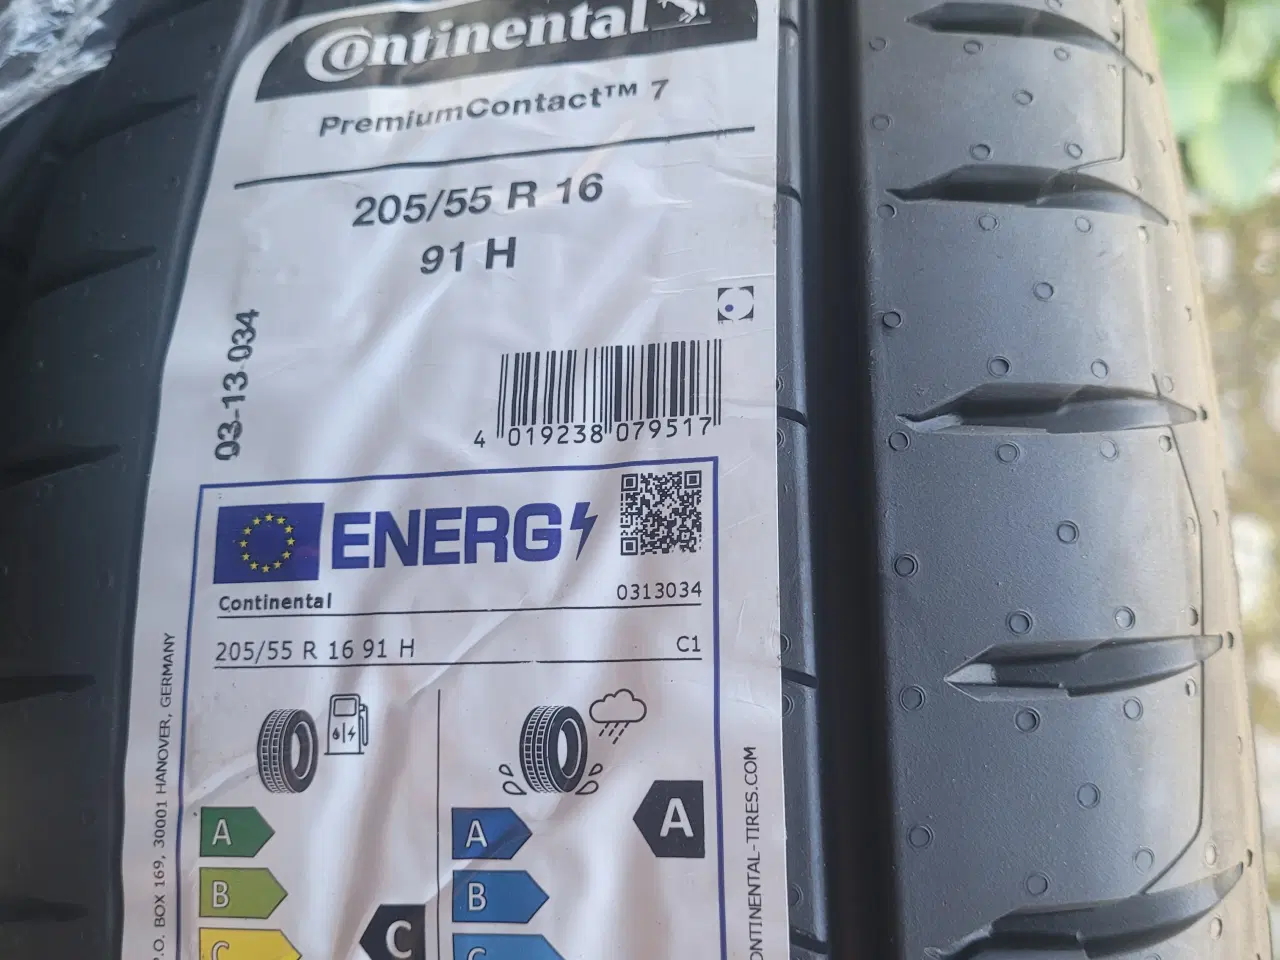 Continental
PremiumContact™ 7
205/55 R 16
91 H
03-13-034
4 019238 079517
ENERG
Continental
0313034
205/55 R 16 91 H
C1
A
B
C
C
A
B
C
A
P.O. BOX 169, 30001 HANOVER, GERMANY
CONTINENTAL-TIRES.COM